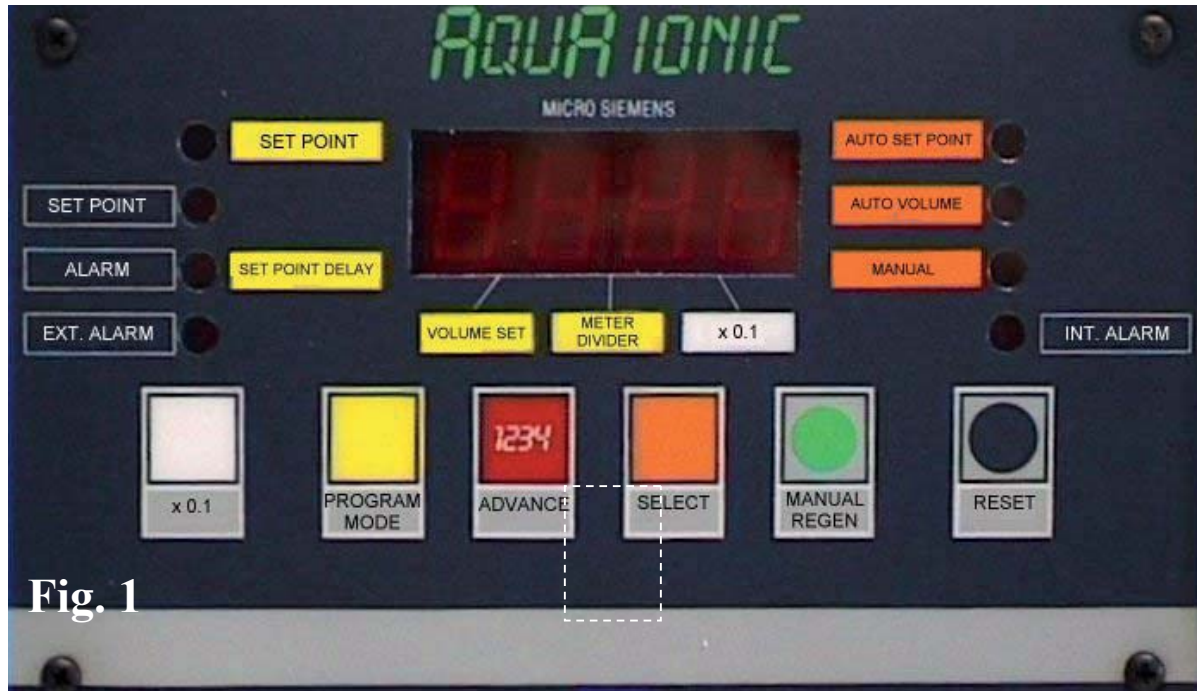 AQUAIONIC
MICRO SIEMENS
SET POINT
AUTO SET POINT
SET POINT
AUTO VOLUME
ALARM
SET POINT DELAY
MANUAL
EXT. ALARM
VOLUME SET
METER
DIVIDER
x 0.1
INT. ALARM
1234
x 0.1
PROGRAM
MODE
ADVANCE
SELECT
MANUAL
REGEN
RESET
Fig. 1